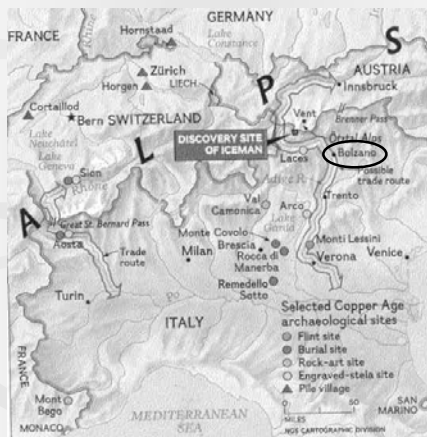 GERMANY
FRANCE
Hornstaad
Rhine
Lake
Constance
Zürich
Horgen
LIECH.
AUSTRIA
Innsbruck
Cortaillod
Bern SWITZERLAND
Brenner Pass
Vent
Ötztal Alps
DISCOVERY SITE
OF ICEMAN
Lake
Neuchâtel
Laces
Bolzano
Lake
Geneva
Sion
Rhône
Possible
trade route
A L P S
Val
Camonica
Arco
Trento
Lake
Garda
Great St. Bernard Pass
Aosta
Trade
route
Monte Covolo
Brescia
Milan
Rocca di
Manerba
Monti Lessini
Verona
Venice
Remedello
Sotto
Turin
Po
ITALY
Selected Copper Age
archaeological sites
Flint site
Burial site
Rock-art site
Engraved-stela site
Pile village
FRANCE
Mont
Bego
MONACO
MEDITERRANEAN
SEA
0 50
MILES
NGS CARTOGRAPHIC DIVISION
SAN
MARINO